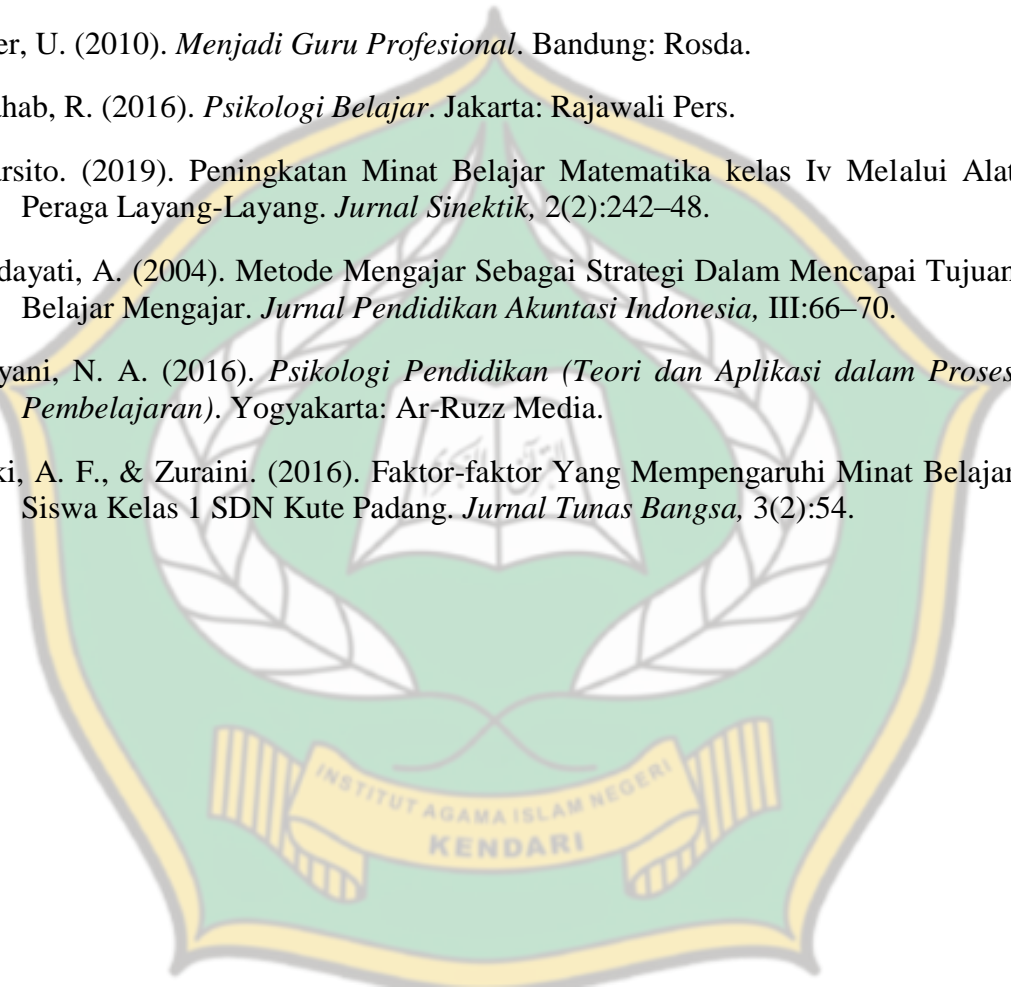 er, U. (2010). Menjadi Guru Profesional. Bandung: Rosda.
ahab, R. (2016). Psikologi Belajar. Jakarta: Rajawali Pers.
arsito. (2019). Peningkatan Minat Belajar Matematika kelas Iv Melalui Alat
Peraga Layang-Layang. Jurnal Sinektik, 2(2):242–48.
dayati, A. (2004). Metode Mengajar Sebagai Strategi Dalam Mencapai Tujuan
Belajar Mengajar. Jurnal Pendidikan Akuntasi Indonesia, III:66–70.
yani, N. A. (2016). Psikologi Pendidikan (Teori dan Aplikasi dalam Proses
Pembelajaran). Yogyakarta: Ar-Ruzz Media.
ki, A. F., & Zuraini. (2016). Faktor-faktor Yang Mempengaruhi Minat Belajar
Siswa Kelas 1 SDN Kute Padang. Jurnal Tunas Bangsa, 3(2):54.
INSTITUT AGAMA ISLAM NEGERI
KENDARI